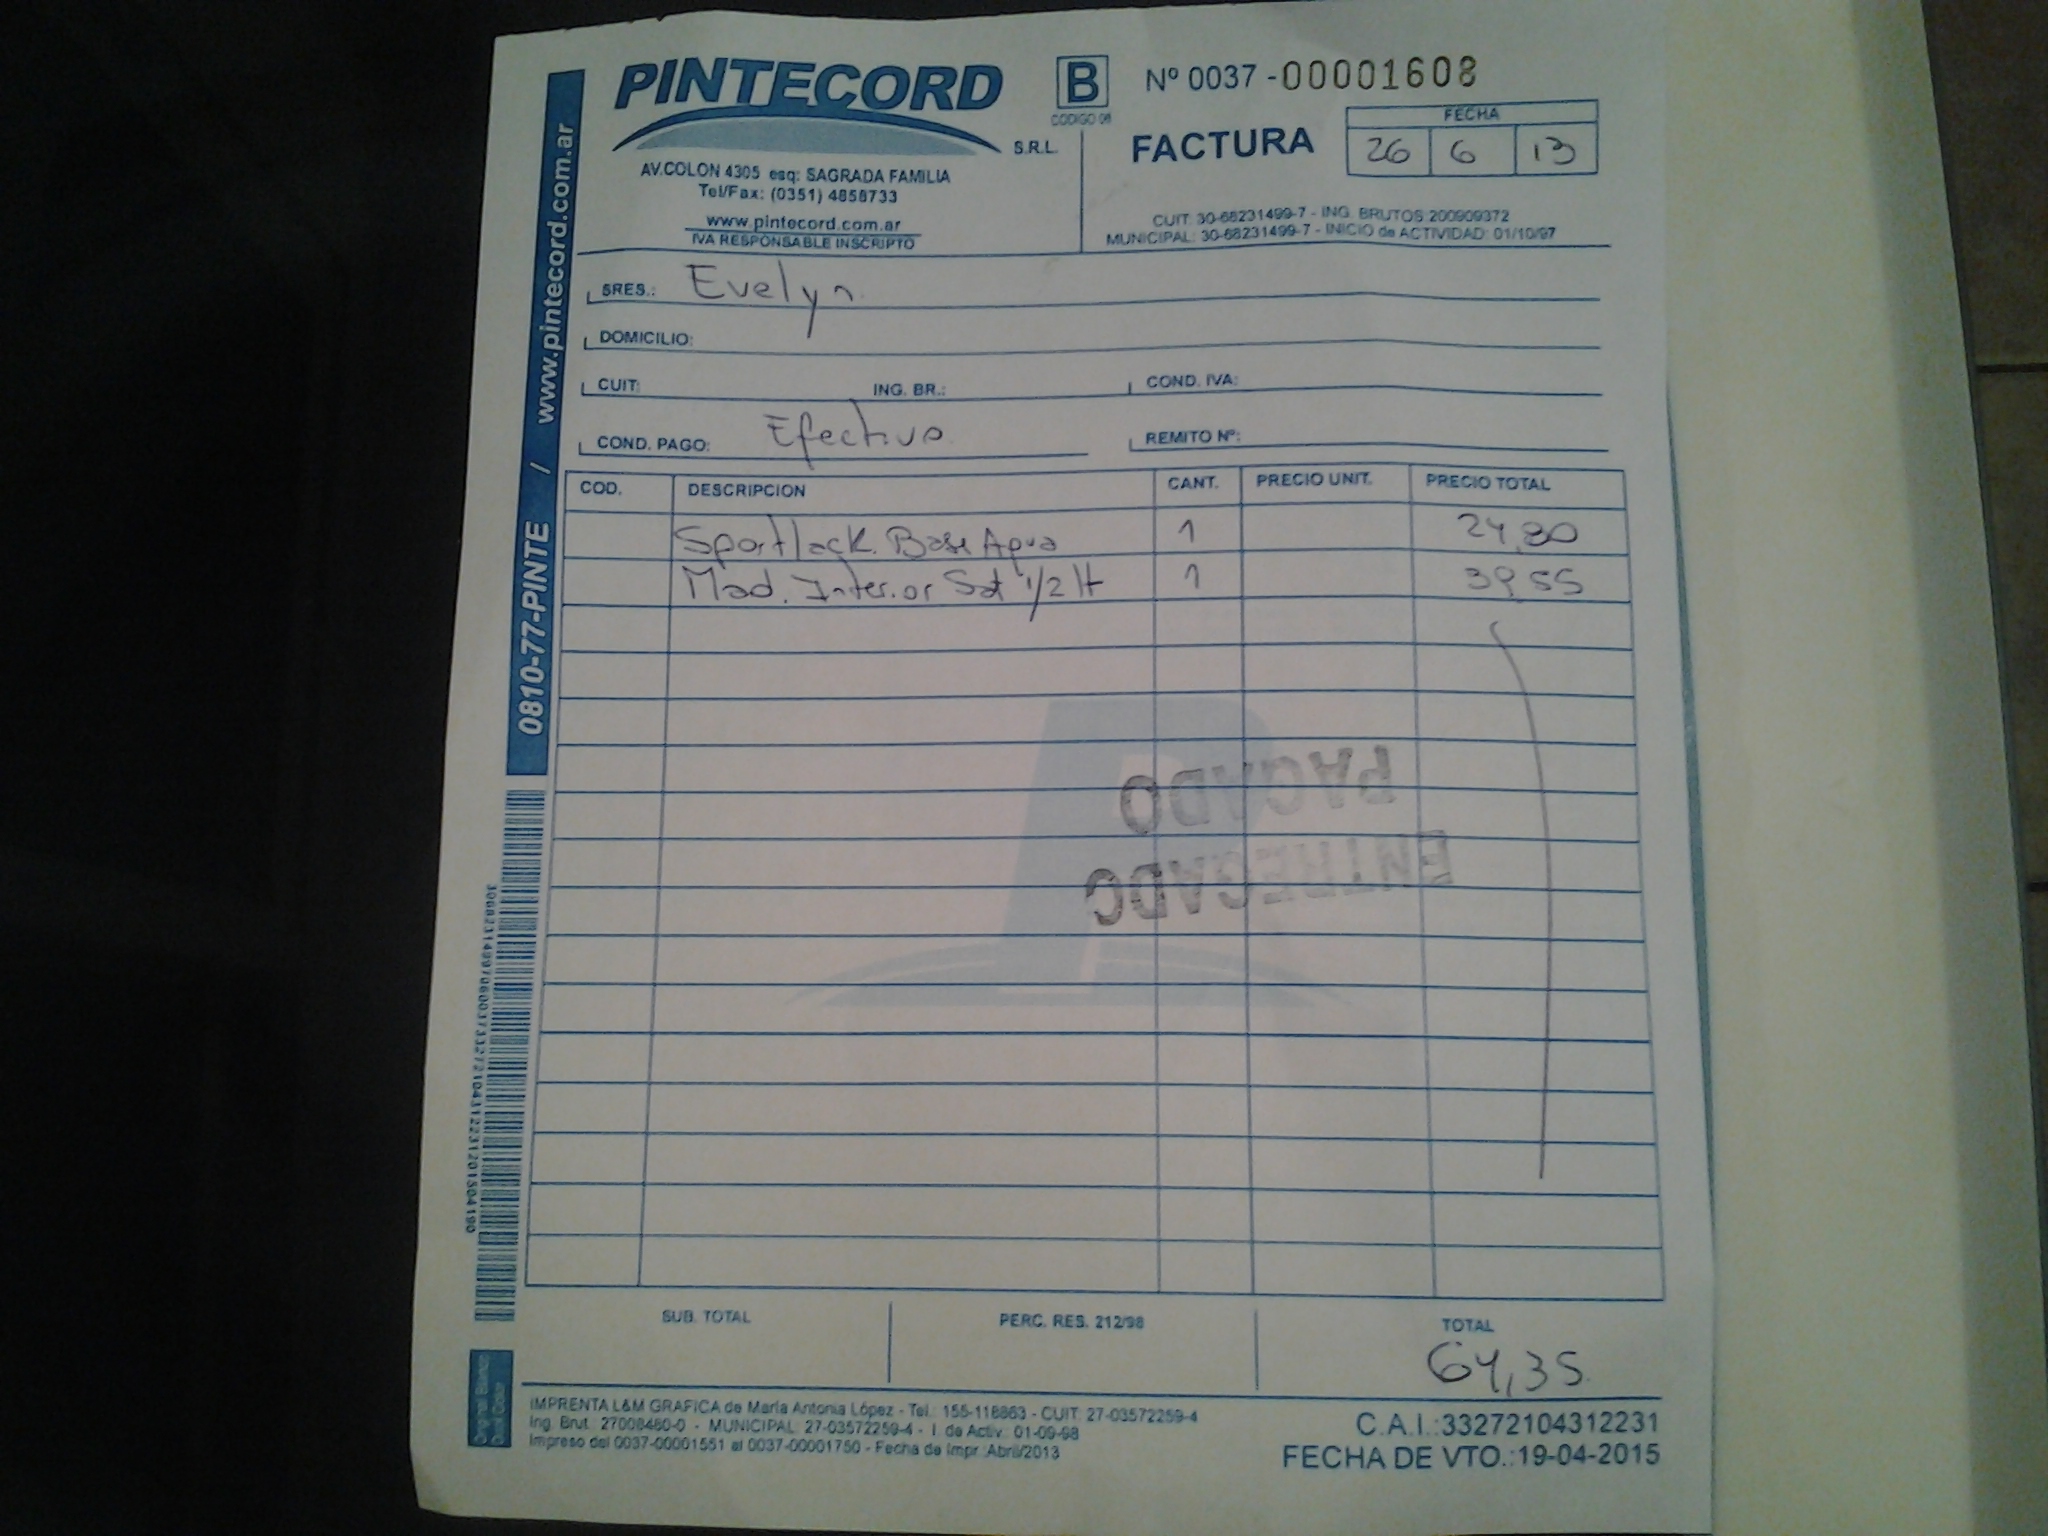 PINTECORD
S.R.L.
AV.COLON 4305 esq: SAGRADA FAMILIA
Tel/Fax: (0351) 4858733
www.pintecord.com.ar
IVA RESPONSABLE INSCRIPTO
B
CODIGO 06
Nº 0037 -00001608
FACTURA
FECHA
26 6 13
CUIT: 30-68231499-7 - ING. BRUTOS:200909372
MUNICIPAL: 30-68231499-7 - INICIO de ACTIVIDAD: 01/10/97
0810-77-PINTE / www.pintecord.com.ar
SRES.: Evelyn
DOMICILIO:
CUIT: ING. BR.: COND. IVA:
COND. PAGO: Efectivo REMITO Nº:
COD. DESCRIPCION CANT. PRECIO UNIT. PRECIO TOTAL
Sportlack Base Agua 1 24,80
Mad. Interior Sat 1/2 lt 1 39,55
PAGADO
ENTREGADO
SUB. TOTAL PERC. RES. 212/98 TOTAL
64,35
IMPRENTA L&M GRAFICA de María Antonia López - Tel.: 155-118863 - CUIT: 27-03572259-4
Ing. Brut.: 27008460-0 - MUNICIPAL: 27-03572259-4 - I. de Activ.: 01-09-98
Impreso del 0037-00001551 al 0037-00001750 - Fecha de Impr.:Abril/2013
C.A.I.:33272104312231
FECHA DE VTO.:19-04-2015